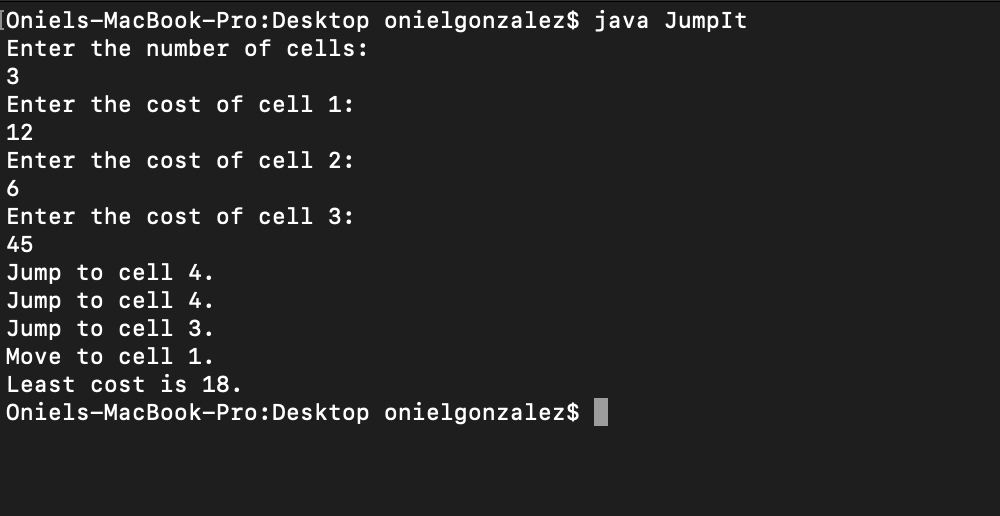 Oniels-MacBook-Pro:Desktop onielgonzalez$ java JumpIt
Enter the number of cells:
3
Enter the cost of cell 1:
12
Enter the cost of cell 2:
6
Enter the cost of cell 3:
45
Jump to cell 4.
Jump to cell 4.
Jump to cell 3.
Move to cell 1.
Least cost is 18.
Oniels-MacBook-Pro:Desktop onielgonzalez$